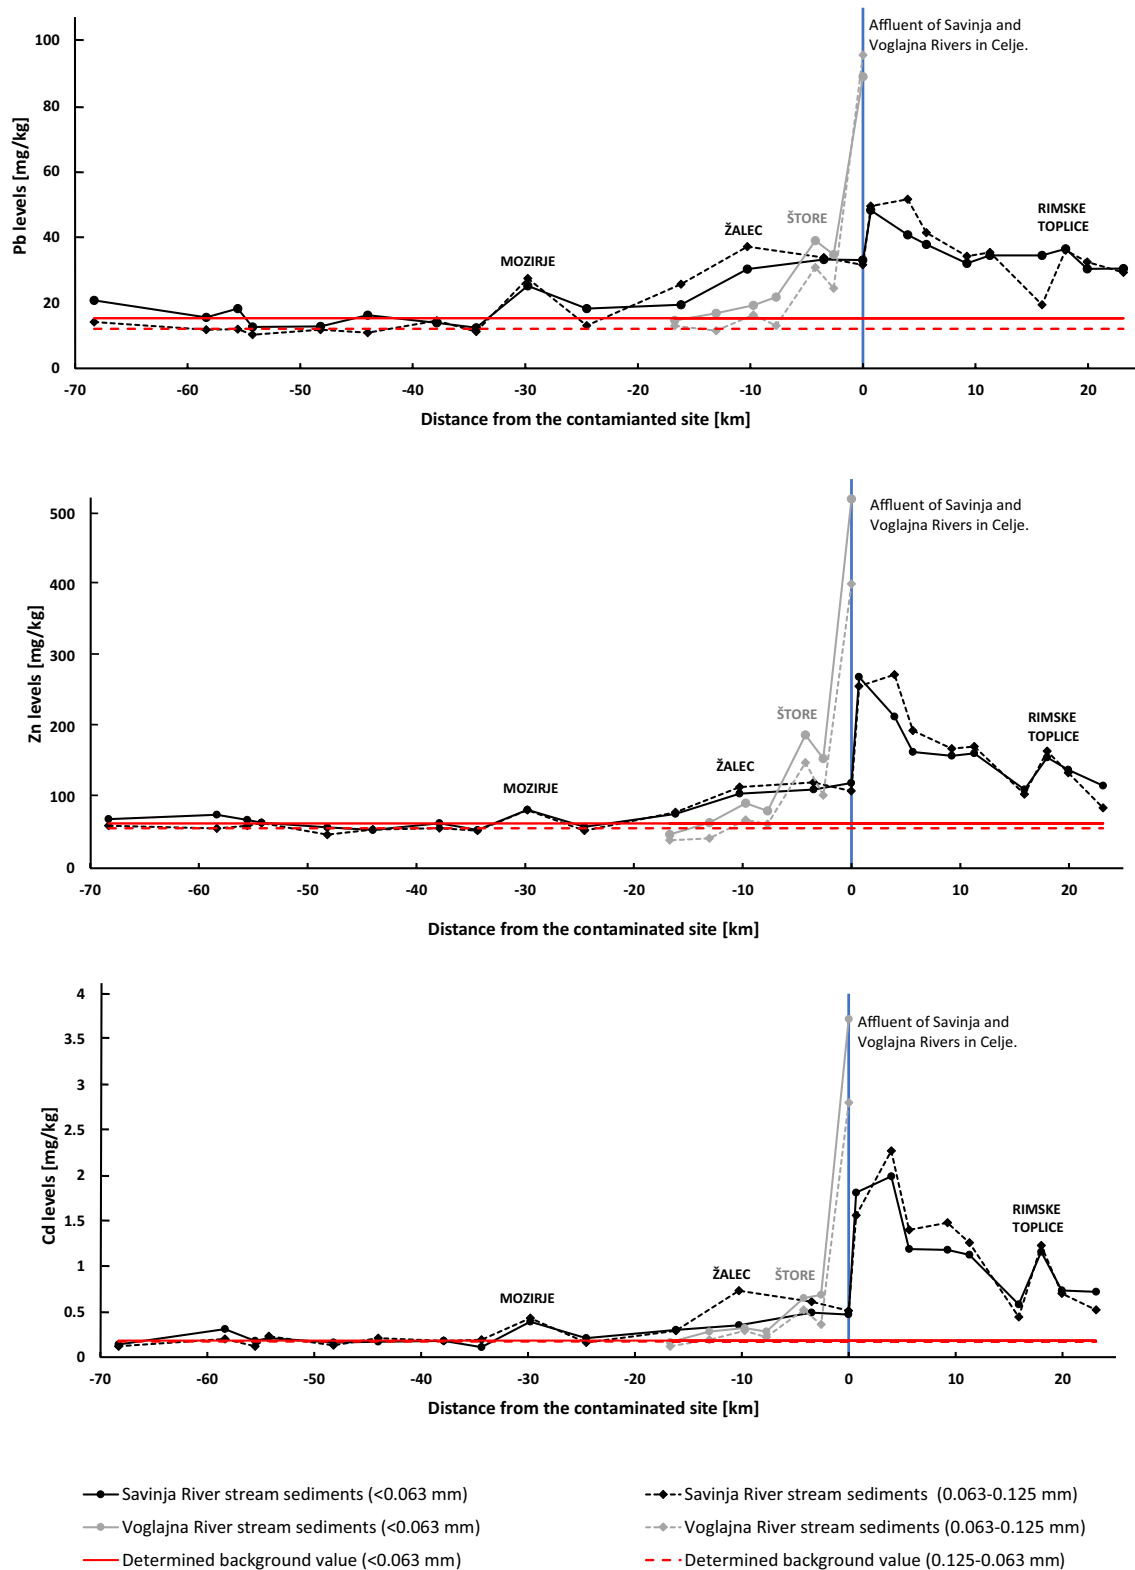 Affluent of Savinja and
Voglajna Rivers in Celje.
Pb levels [mg/kg]
100
80
60
40
20
0
MOZIRJE
ŽALEC
ŠTORE
RIMSKE
TOPLICE
-70 -60 -50 -40 -30 -20 -10 0 10 20
Distance from the contamianted site [km]
Affluent of Savinja and
Voglajna Rivers in Celje.
Zn levels [mg/kg]
500
400
300
200
100
0
MOZIRJE
ŽALEC
ŠTORE
RIMSKE
TOPLICE
-70 -60 -50 -40 -30 -20 -10 0 10 20
Distance from the contaminated site [km]
Affluent of Savinja and
Voglajna Rivers in Celje.
Cd levels [mg/kg]
4
3.5
3
2.5
2
1.5
1
0.5
0
MOZIRJE
ŽALEC
ŠTORE
RIMSKE
TOPLICE
-70 -60 -50 -40 -30 -20 -10 0 10 20
Distance from the contaminated site [km]
Savinja River stream sediments (<0.063 mm)
Savinja River stream sediments (0.063-0.125 mm)
Voglajna River stream sediments (<0.063 mm)
Voglajna River stream sediments (0.063-0.125 mm)
Determined background value (<0.063 mm)
Determined background value (0.125-0.063 mm)